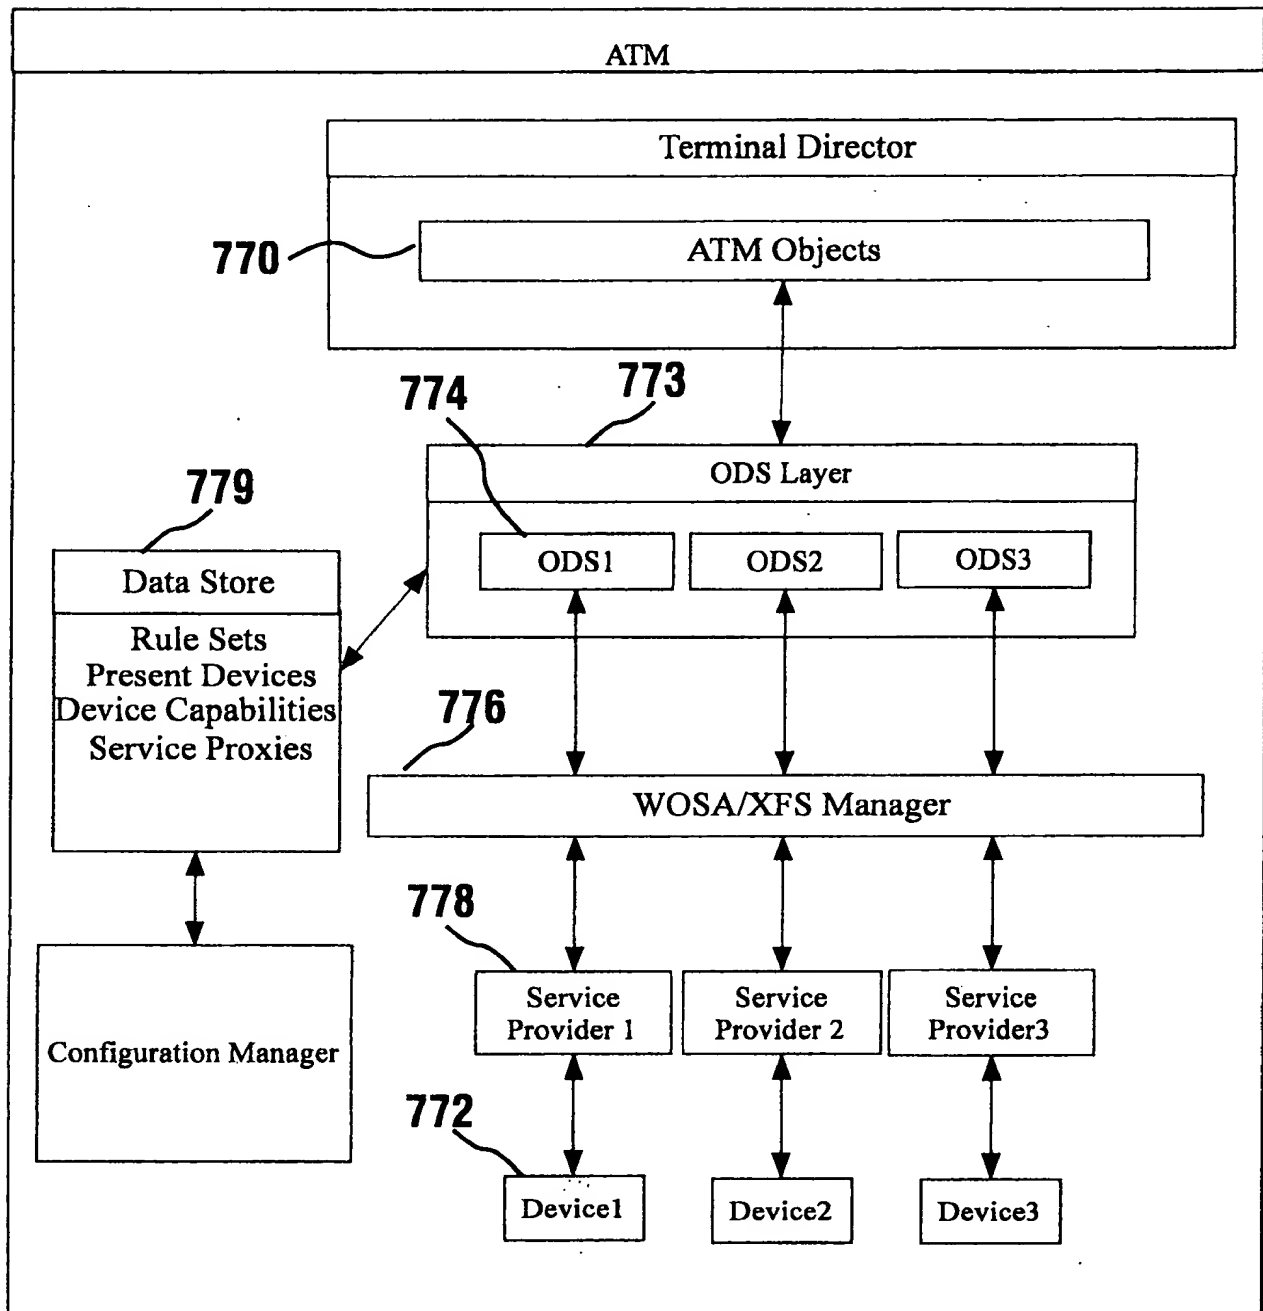 ATM
Terminal Director
770
ATM Objects
774
773
ODS Layer
779
ODS1
ODS2
ODS3
Data Store
Rule Sets
Present Devices
Device Capabilities
Service Proxies
776
WOSA/XFS Manager
778
Service
Provider 1
Service
Provider 2
Service
Provider3
Configuration Manager
772
Device1
Device2
Device3